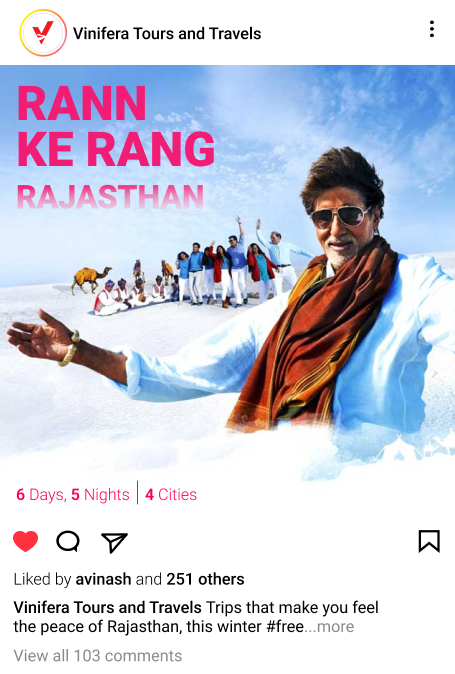 Vinifera Tours and Travels
RANN
KE RANG
RAJASTHAN
6 Days, 5 Nights | 4 Cities
Liked by avinash and 251 others
Vinifera Tours and Travels Trips that make you feel
the peace of Rajasthan, this winter #free...more
View all 103 comments